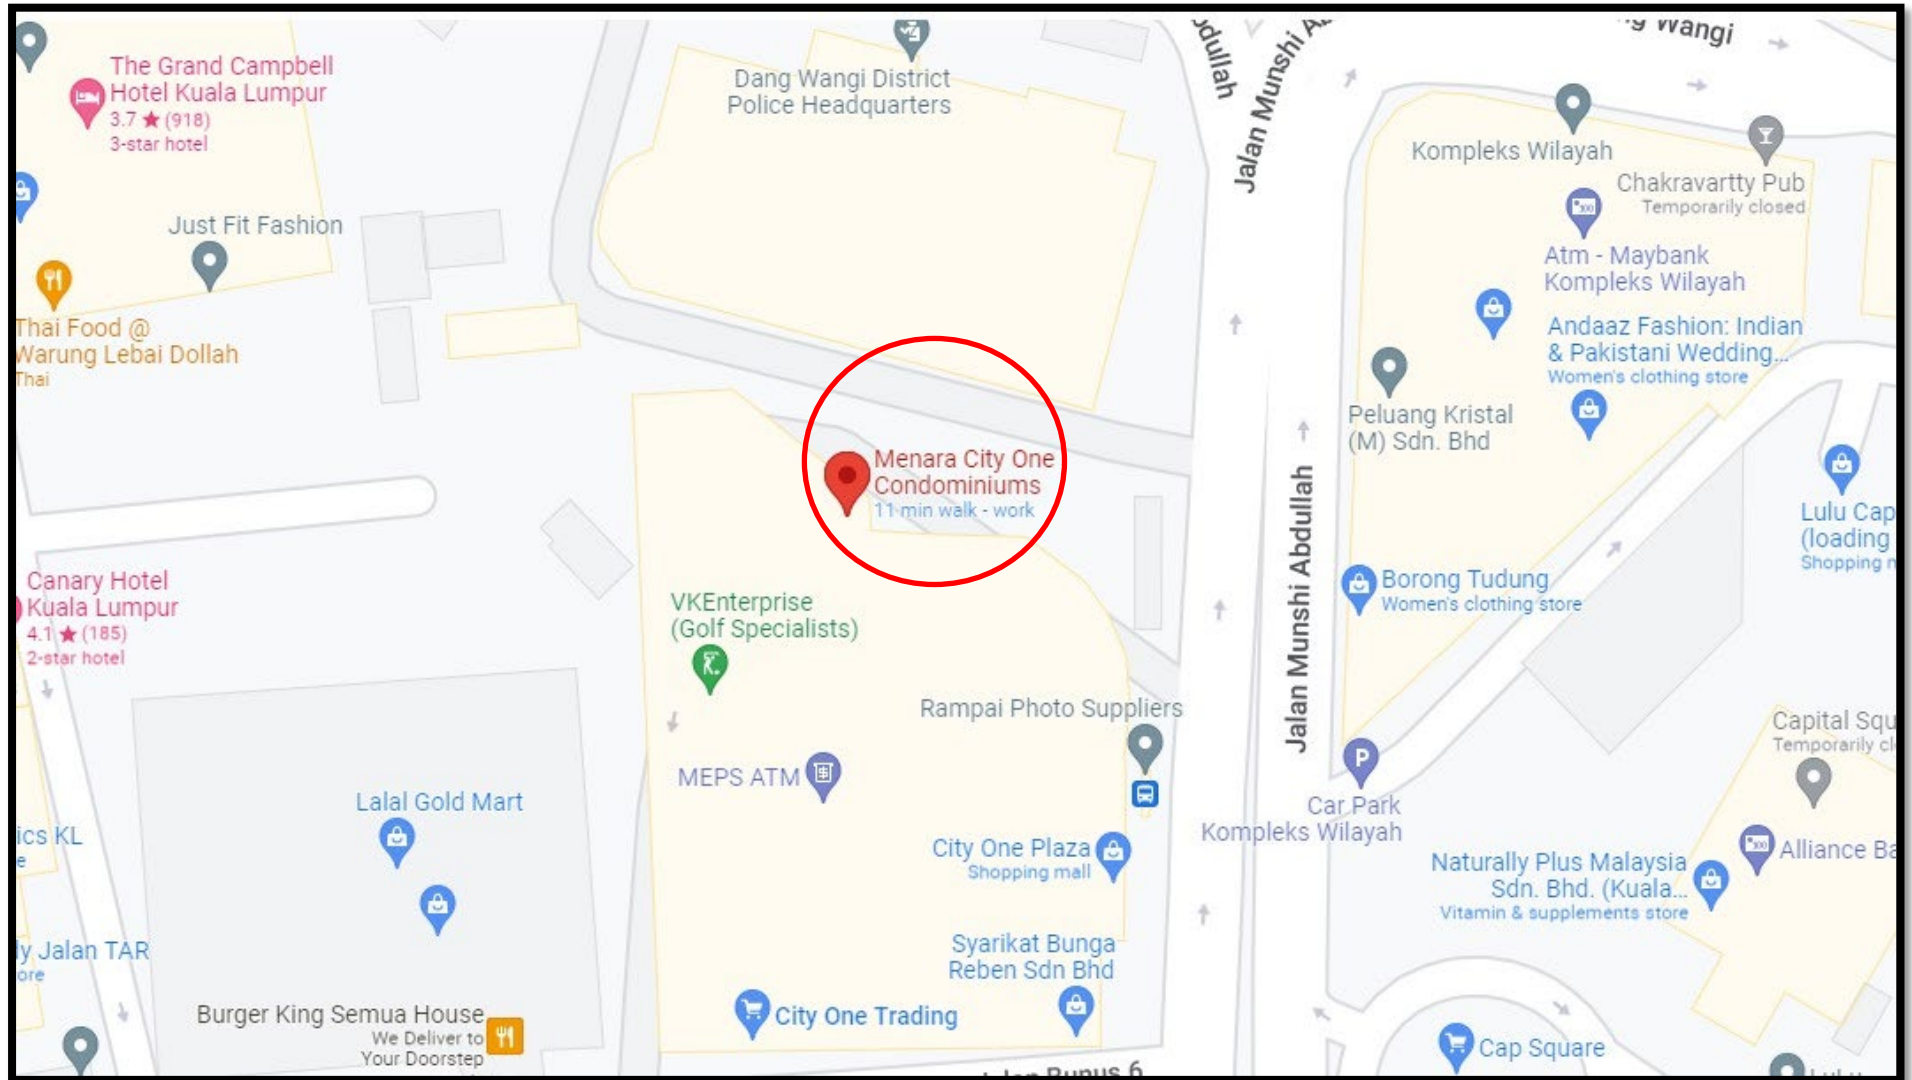 The Grand Campbell
Hotel Kuala Lumpur
3.7 ★ (918)
3-star hotel
Dang Wangi District
Police Headquarters
Jalan Munshi
Wangi
Kompleks Wilayah
Chakravartty Pub
Temporarily closed
Atm - Maybank
Kompleks Wilayah
Just Fit Fashion
Thai Food @
Warung Lebai Dollah
Thai
Andaaz Fashion: Indian
& Pakistani Wedding...
Women's clothing store
Peluang Kristal
(M) Sdn. Bhd
Menara City One
Condominiums
11 min walk - work
Jalan Munshi Abdullah
Lulu Cap
(loading
Shopping
Borong Tudung
Women's clothing store
Canary Hotel
Kuala Lumpur
4.1 ★ (185)
2-star hotel
VKEnterprise
(Golf Specialists)
Rampai Photo Suppliers
MEPS ATM
Capital Squ
Temporarily cl
Lalal Gold Mart
Car Park
Kompleks Wilayah
ics KL
e
City One Plaza
Shopping mall
Alliance Ba
Naturally Plus Malaysia
Sdn. Bhd. (Kuala...
Vitamin & supplements store
ly Jalan TAR
ore
Syarikat Bunga
Reben Sdn Bhd
Burger King Semua House
We Deliver to
Your Doorstep
City One Trading
Cap Square